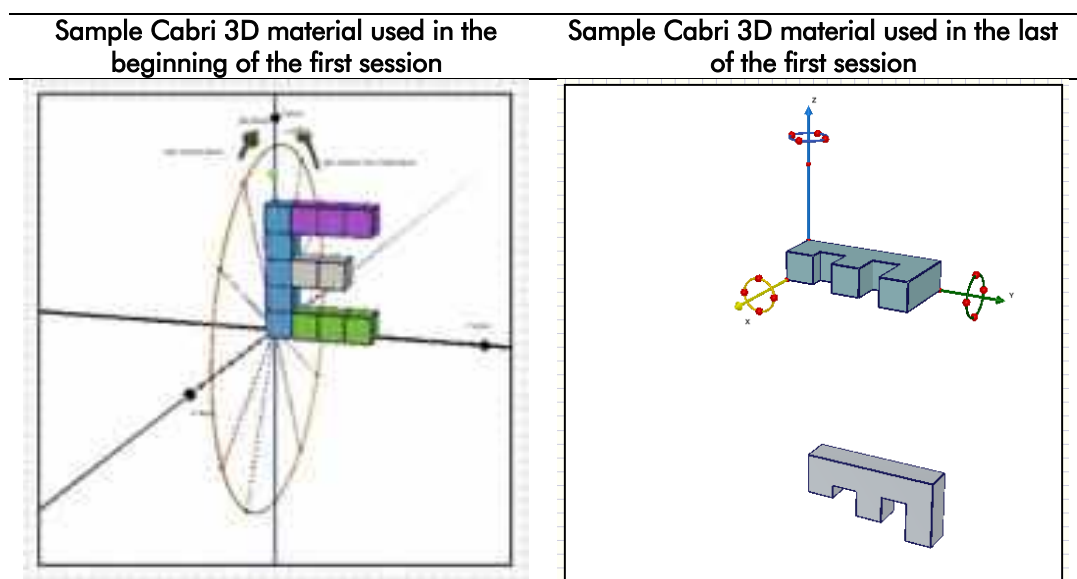 Sample Cabri 3D material used in the
beginning of the first session
Sample Cabri 3D material used in the last
of the first session
Z
X
Y